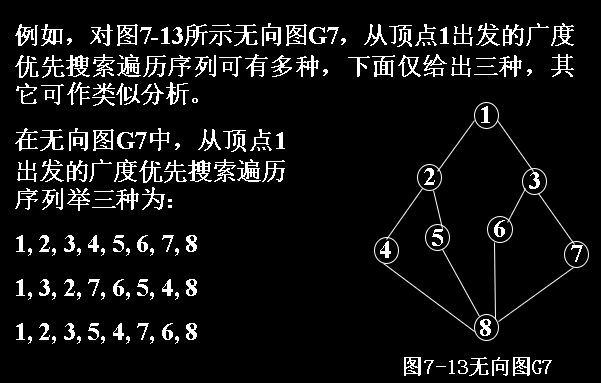 例如，对图7-13所示无向图G7，从顶点1出发的广度
优先搜索遍历序列可有多种，下面仅给出三种，其
它可作类似分析。
在无向图G7中，从顶点1
出发的广度优先搜索遍历
序列举三种为：
1, 2, 3, 4, 5, 6, 7, 8
1, 3, 2, 7, 6, 5, 4, 8
1, 2, 3, 5, 4, 7, 6, 8
1
2
3
4
5
6
7
8
图7-13无向图G7